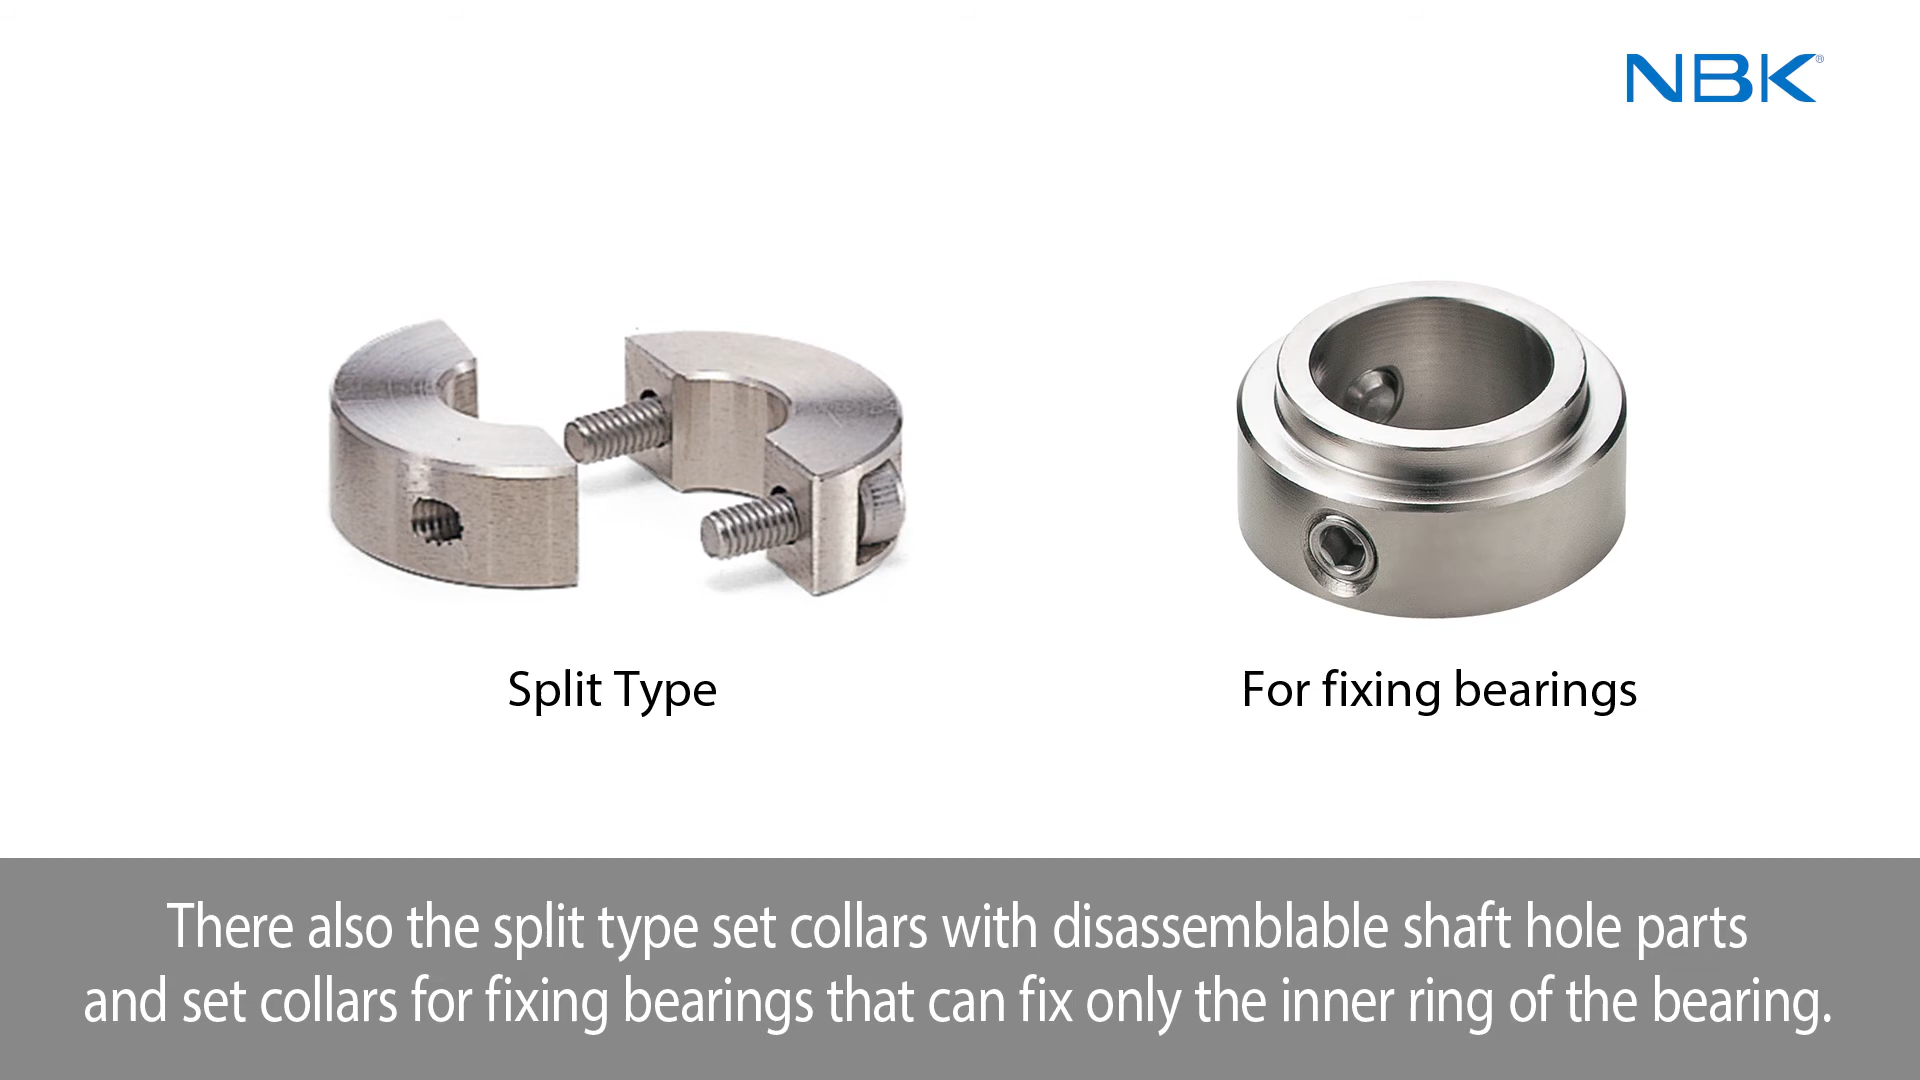 NBK®
Split Type
For fixing bearings
There also the split type set collars with disassemblable shaft hole parts
and set collars for fixing bearings that can fix only the inner ring of the bearing.